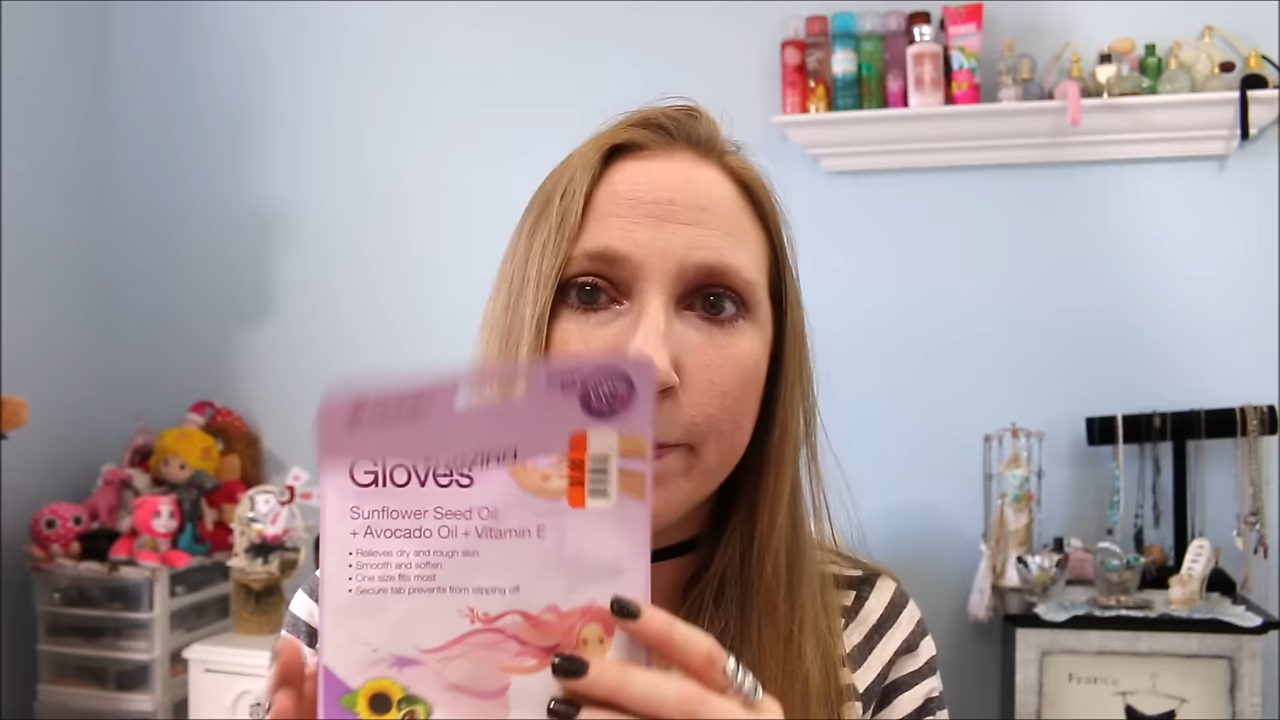 Gloves
Sunflower Seed Oil
+ Avocado Oil + Vitamin E
• Relieves dry and rough skin
• Smooth and soften
• One size fits most
• Secure tab prevents from slipping off
France